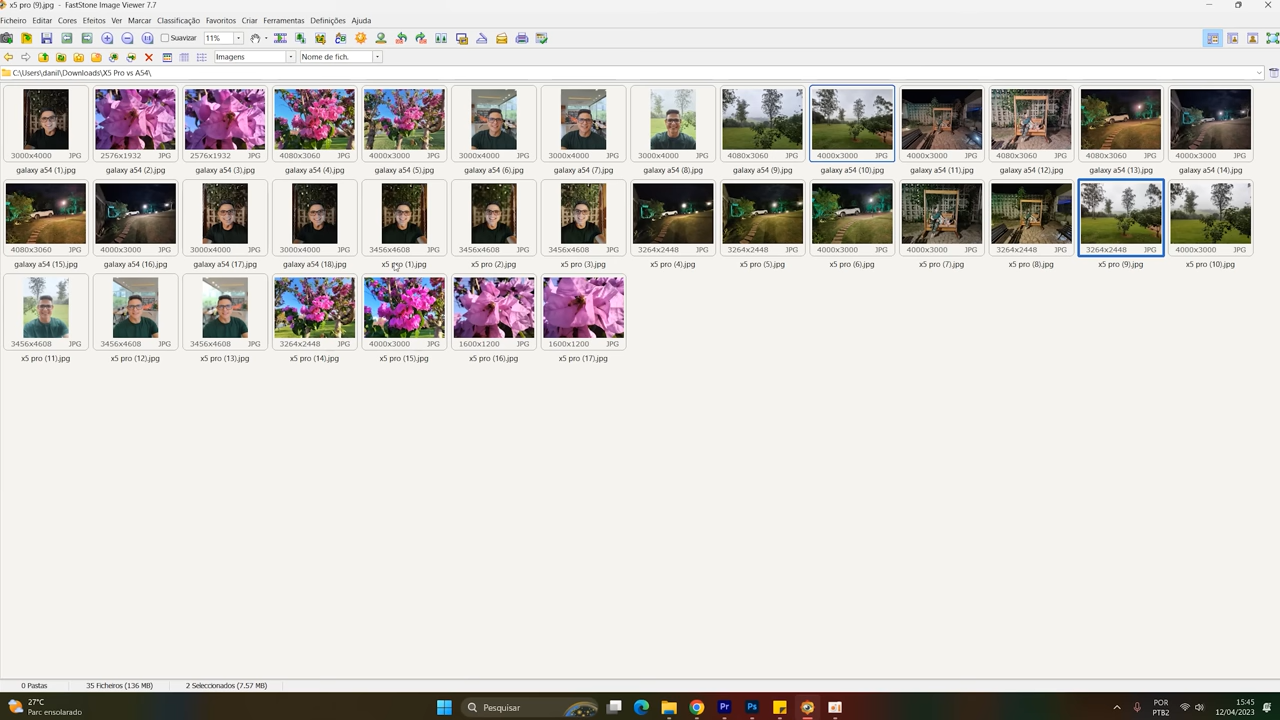 x5 pro (9).jpg - FastStone Image Viewer 7.7
Ficheiro Editar Cores Efeitos Ver Marcar Classificação Favoritos Criar Ferramentas Definições Ajuda
Suavizar 11%
Imagens Nome de fich.
C:\Users\danil\Downloads\X5 Pro vs A54\
3000x4000 JPG 2576x1932 JPG 2576x1932 JPG 4080x3060 JPG 4000x3000 JPG 3000x4000 JPG 3000x4000 JPG 3000x4000 JPG 4080x3060 JPG 4000x3000 JPG 4000x3000 JPG 4080x3060 JPG 4080x3060 JPG 4000x3000 JPG
galaxy a54 (1).jpg galaxy a54 (2).jpg galaxy a54 (3).jpg galaxy a54 (4).jpg galaxy a54 (5).jpg galaxy a54 (6).jpg galaxy a54 (7).jpg galaxy a54 (8).jpg galaxy a54 (9).jpg galaxy a54 (10).jpg galaxy a54 (11).jpg galaxy a54 (12).jpg galaxy a54 (13).jpg galaxy a54 (14).jpg
4080x3060 JPG 4000x3000 JPG 3000x4000 JPG 3000x4000 JPG 3456x4608 JPG 3456x4608 JPG 3456x4608 JPG 3264x2448 JPG 3264x2448 JPG 4000x3000 JPG 4000x3000 JPG 3264x2448 JPG 3264x2448 JPG 4000x3000 JPG
galaxy a54 (15).jpg galaxy a54 (16).jpg galaxy a54 (17).jpg galaxy a54 (18).jpg x5 pro (1).jpg x5 pro (2).jpg x5 pro (3).jpg x5 pro (4).jpg x5 pro (5).jpg x5 pro (6).jpg x5 pro (7).jpg x5 pro (8).jpg x5 pro (9).jpg x5 pro (10).jpg
3456x4608 JPG 3456x4608 JPG 3456x4608 JPG 3264x2448 JPG 4000x3000 JPG 1600x1200 JPG 1600x1200 JPG
x5 pro (11).jpg x5 pro (12).jpg x5 pro (13).jpg x5 pro (14).jpg x5 pro (15).jpg x5 pro (16).jpg x5 pro (17).jpg
0 Pastas 35 Ficheiros (136 MB) 2 Seleccionados (7.57 MB)
27°C
Parc ensolarado
Pesquisar
Pr
Ps
POR
PTB2
15:45
12/04/2023